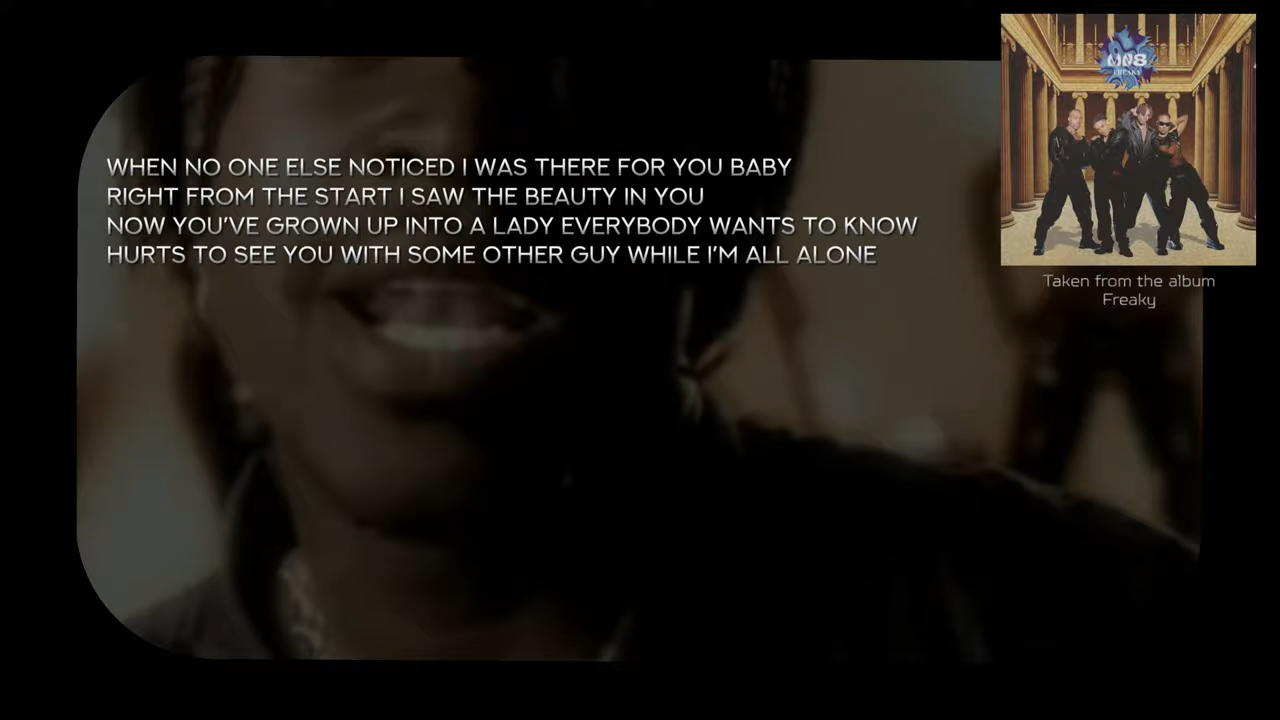 WHEN NO ONE ELSE NOTICED I WAS THERE FOR YOU BABY
RIGHT FROM THE START I SAW THE BEAUTY IN YOU
NOW YOU'VE GROWN UP INTO A LADY EVERYBODY WANTS TO KNOW
HURTS TO SEE YOU WITH SOME OTHER GUY WHILE I'M ALL ALONE
MN8
FREAKY
Taken from the album
Freaky